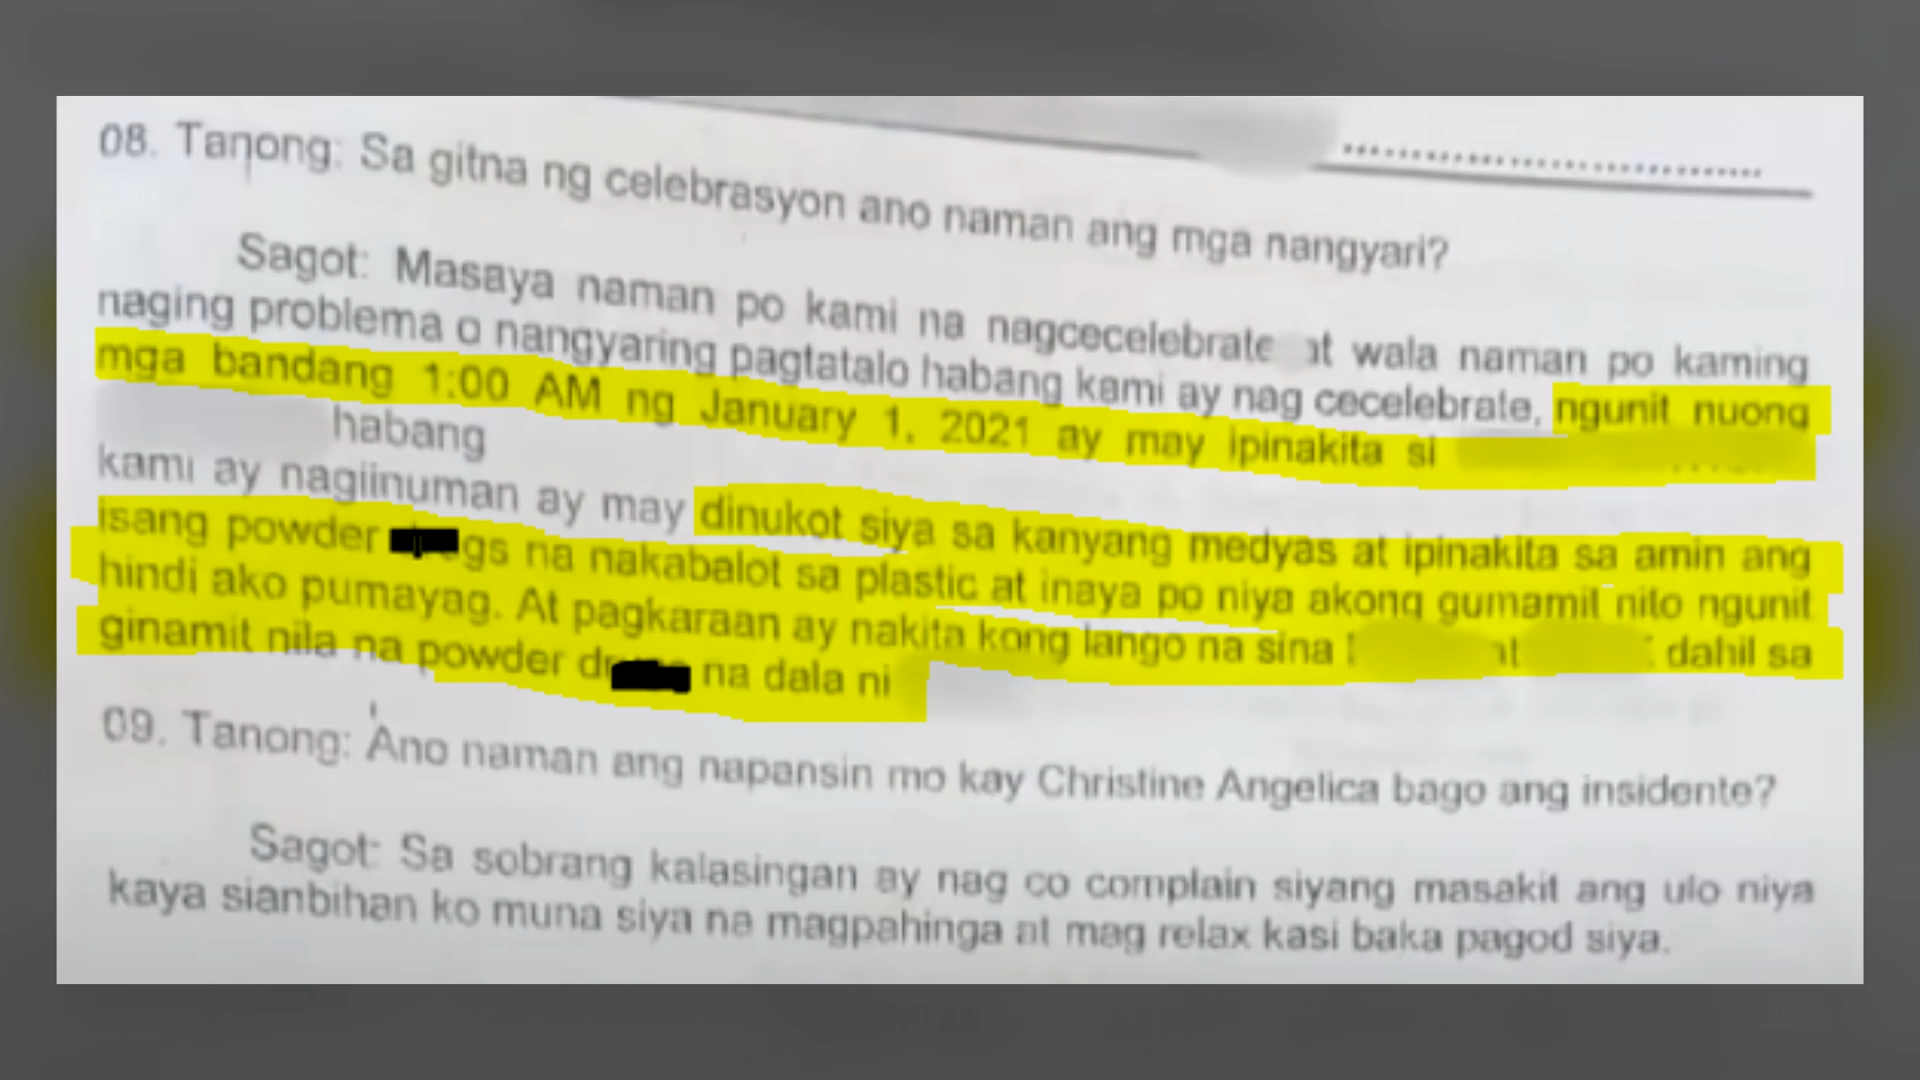 08. Tanong: Sa gitna ng celebrasyon ano naman ang mga nangyari?
Sagot: Masaya naman po kami na nagcecelebrate at wala naman po kaming
naging problema o nangyaring pagtatalo habang kami ay nag cecelebrate, ngunit nuong
mga bandang 1:00 AM ng January 1, 2021 ay may ipinakita si
habang
kami ay nagiinuman ay may dinukot siya sa kanyang medyas at ipinakita sa amin ang
isang powder gs na nakabalot sa plastic at inaya po niya akong gumamit nito ngunit
hindi ako pumayag. At pagkaraan ay nakita kong lango na sina at dahil sa
ginamit nila na powder dr na dala ni
09. Tanong: Ano naman ang napansin mo kay Christine Angelica bago ang insidente?
Sagot: Sa sobrang kalasingan ay nag co complain siyang masakit ang ulo niya
kaya sianbihan ko muna siya na magpahinga at mag relax kasi baka pagod siya.